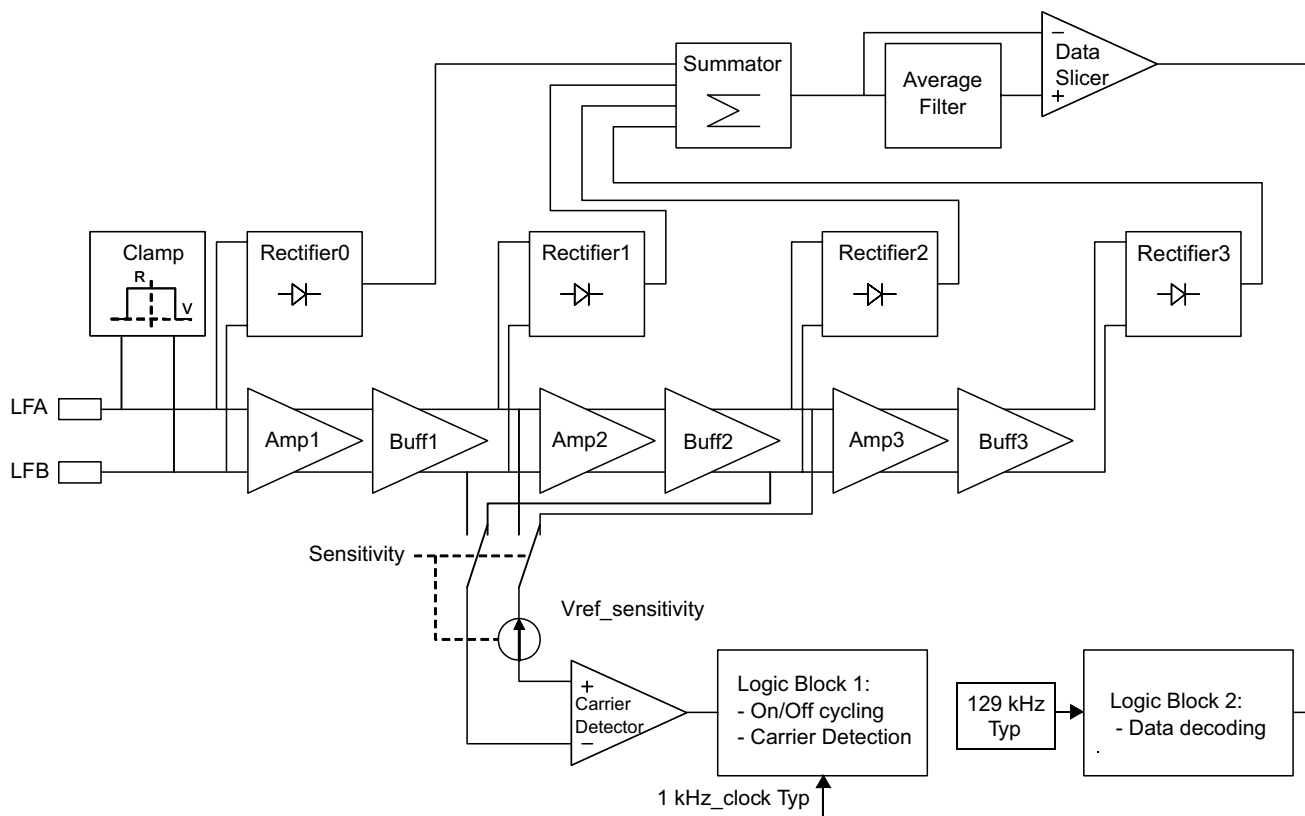 Summator
Average
Filter
−
Data
Slicer
+
Clamp
R
V
Rectifier0
Rectifier1
Rectifier2
Rectifier3
LFA
LFB
Amp1
Buff1
Amp2
Buff2
Amp3
Buff3
Sensitivity
Vref_sensitivity
+
Carrier
Detector
−
Logic Block 1:
- On/Off cycling
- Carrier Detection
129 kHz
Typ
Logic Block 2:
- Data decoding
1 kHz_clock Typ